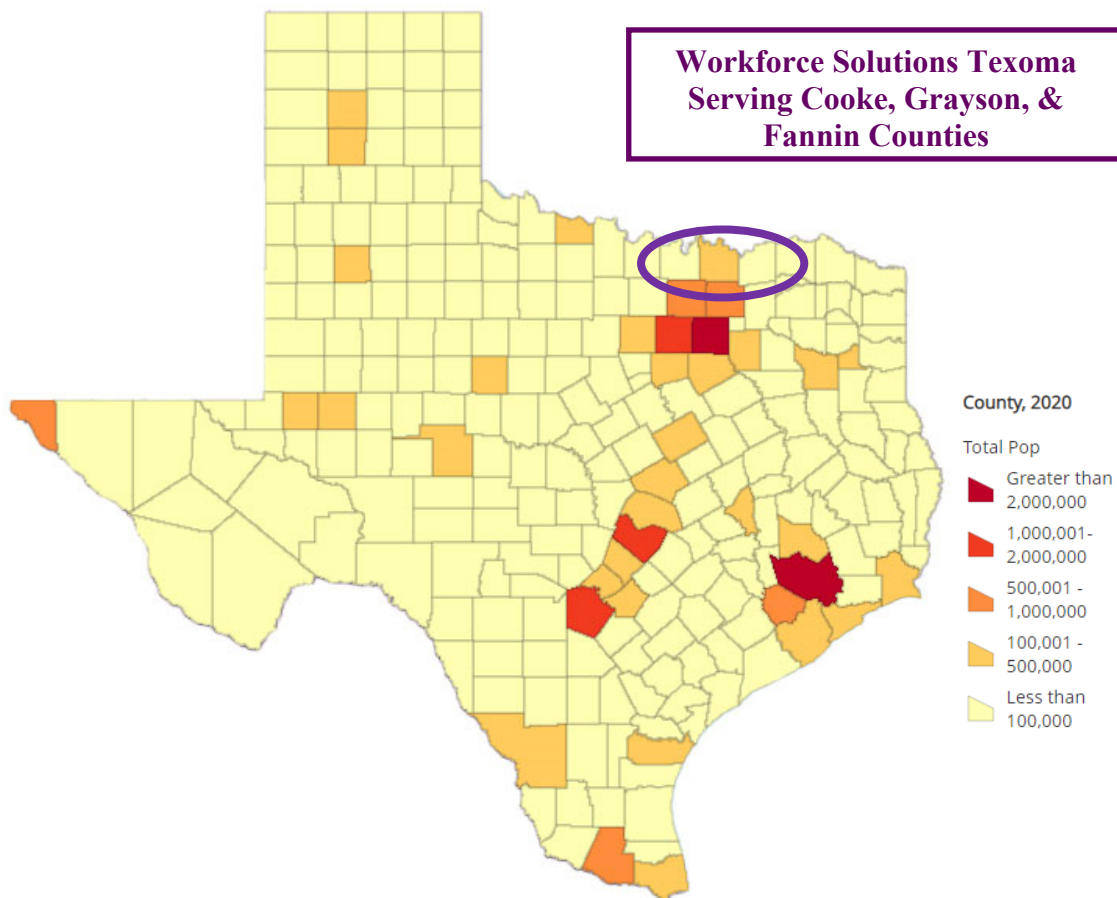 Workforce Solutions Texoma
Serving Cooke, Grayson, &
Fannin Counties
County, 2020
Total Pop
Greater than
2,000,000
1,000,001-
2,000,000
500,001 -
1,000,000
100,001 -
500,000
Less than
100,000